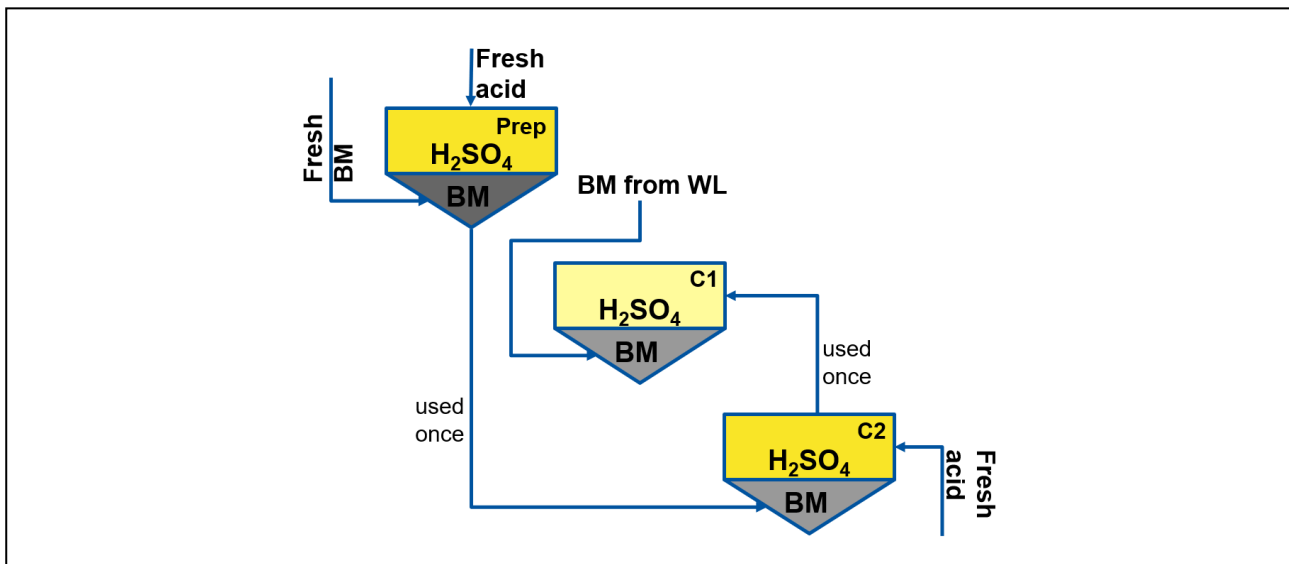 Fresh
acid
Fresh
BM
Prep
H₂SO₄
BM
BM from WL
C1
H₂SO₄
BM
used
once
used
once
C2
H₂SO₄
BM
Fresh
acid